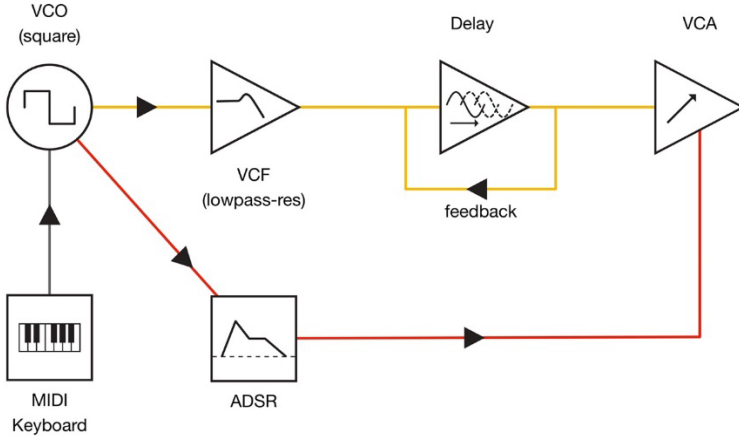 VCO
(square)
Delay
VCA
VCF
(lowpass-res)
feedback
MIDI
Keyboard
ADSR